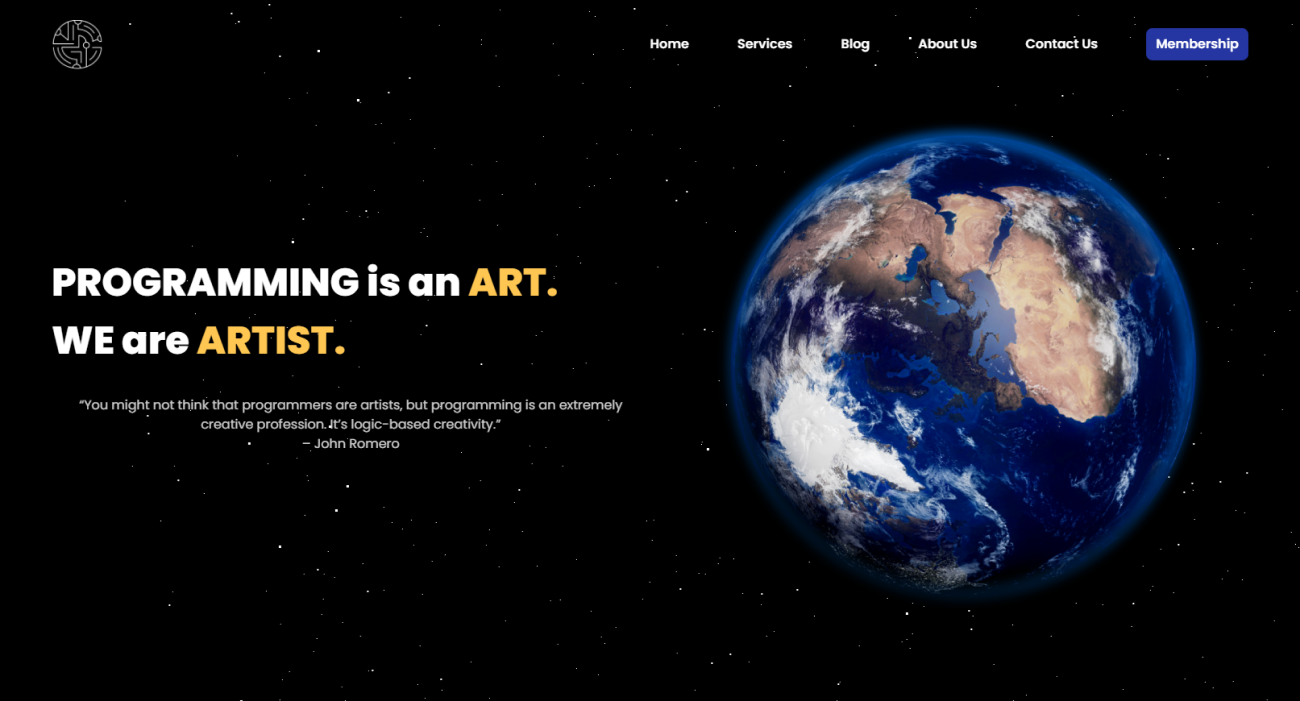 Home Services Blog About Us Contact Us Membership
PROGRAMMING is an ART.
WE are ARTIST.
“You might not think that programmers are artists, but programming is an extremely
creative profession. It’s logic-based creativity.”
– John Romero